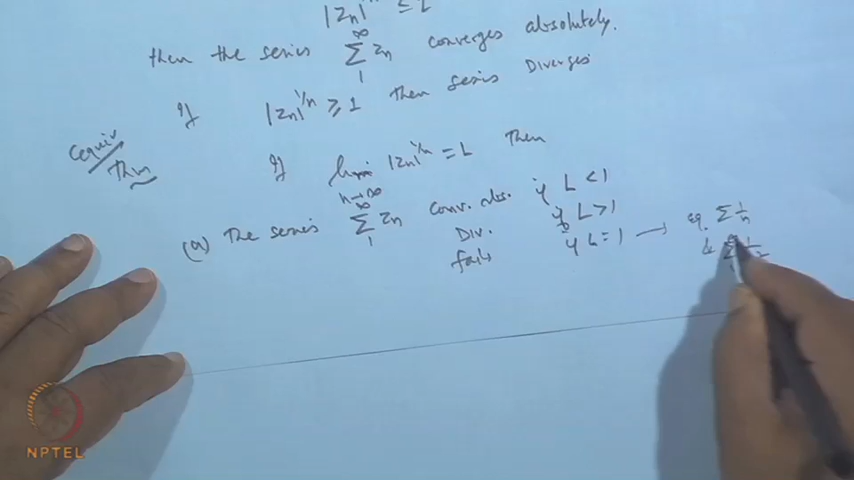 |zₙ|^{1/n} ≤ L
then the series ∑_{1}^{∞} zₙ converges absolutely.
If |zₙ|^{1/n} ≥ 1 then series Diverges
equiv Thm If lim_{n→∞} |zₙ|^{1/n} = L Then
(a) The series ∑_{1}^{∞} zₙ Conv. abs. if L < 1
Div. if L > 1
fails if L = 1 → eg. ∑ 1/n
&
NPTEL